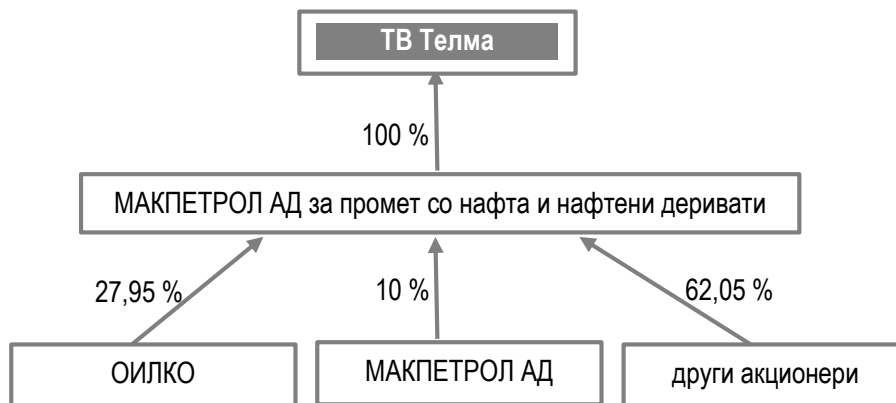 ТВ Телма
100 %
МАКПЕТРОЛ АД за промет со нафта и нафтени деривати
27,95 %
10 %
62,05 %
ОИЛКО
МАКПЕТРОЛ АД
други акционери